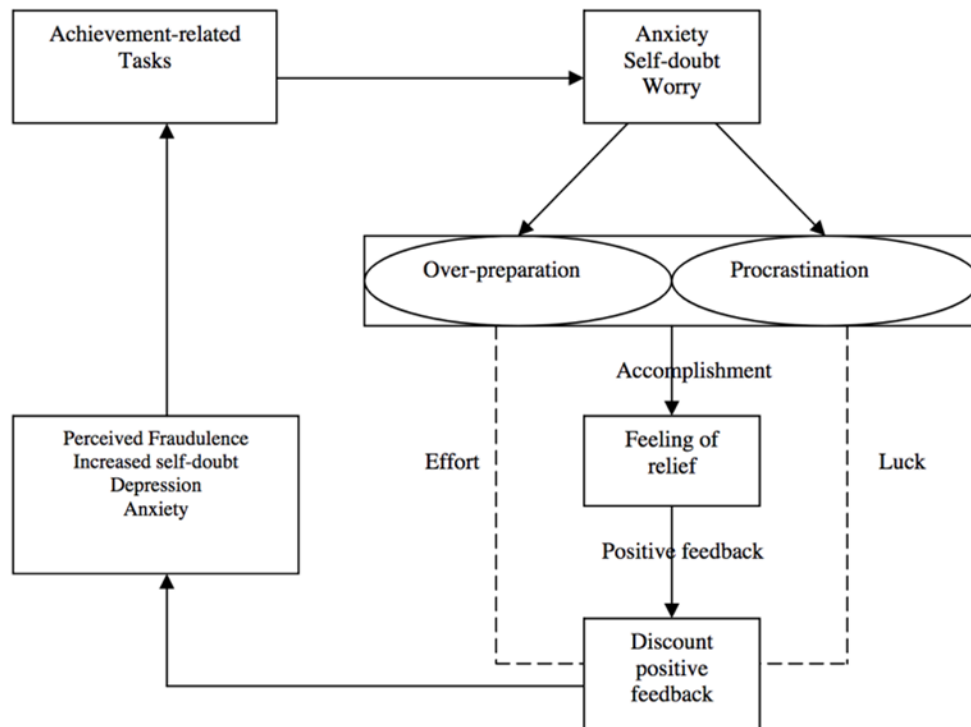 Achievement-related
Tasks
Anxiety
Self-doubt
Worry
Over-preparation
Procrastination
Accomplishment
Perceived Fraudulence
Increased self-doubt
Depression
Anxiety
Effort
Feeling of
relief
Luck
Positive feedback
Discount
positive
feedback